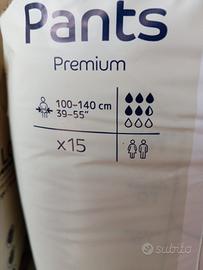 Pants
Premium
100-140 cm
39-55"
x15
subito